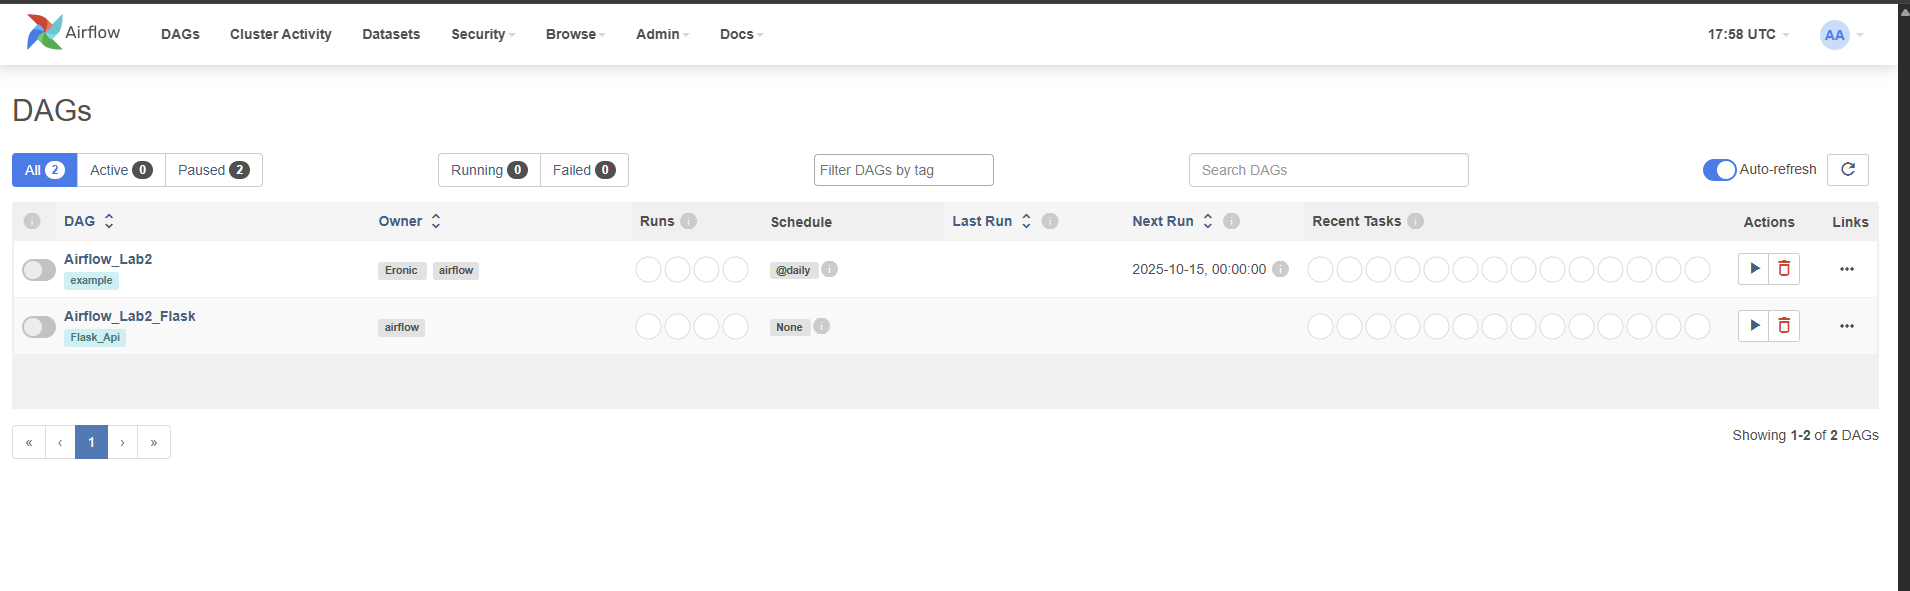 Airflow DAGs Cluster Activity Datasets Security Browse Admin Docs 17:58 UTC AA
DAGs
All 2 Active 0 Paused 2 Running 0 Failed 0 Filter DAGs by tag Search DAGs Auto-refresh
i DAG Owner Runs i Schedule Last Run i Next Run i Recent Tasks i Actions Links
Airflow_Lab2
Eronic airflow @daily i 2025-10-15, 00:00:00 i
example
Airflow_Lab2_Flask
airflow None i
Flask_Api
« ‹ 1 › » Showing 1-2 of 2 DAGs